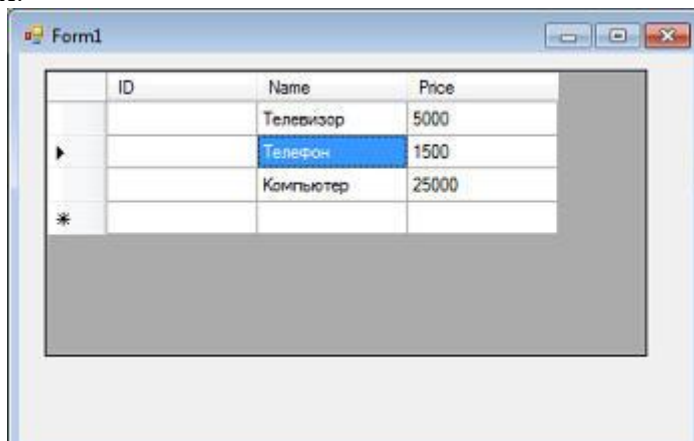 Form1
ID Name Price
Телевизор 5000
Телефон 1500
Компьютер 25000